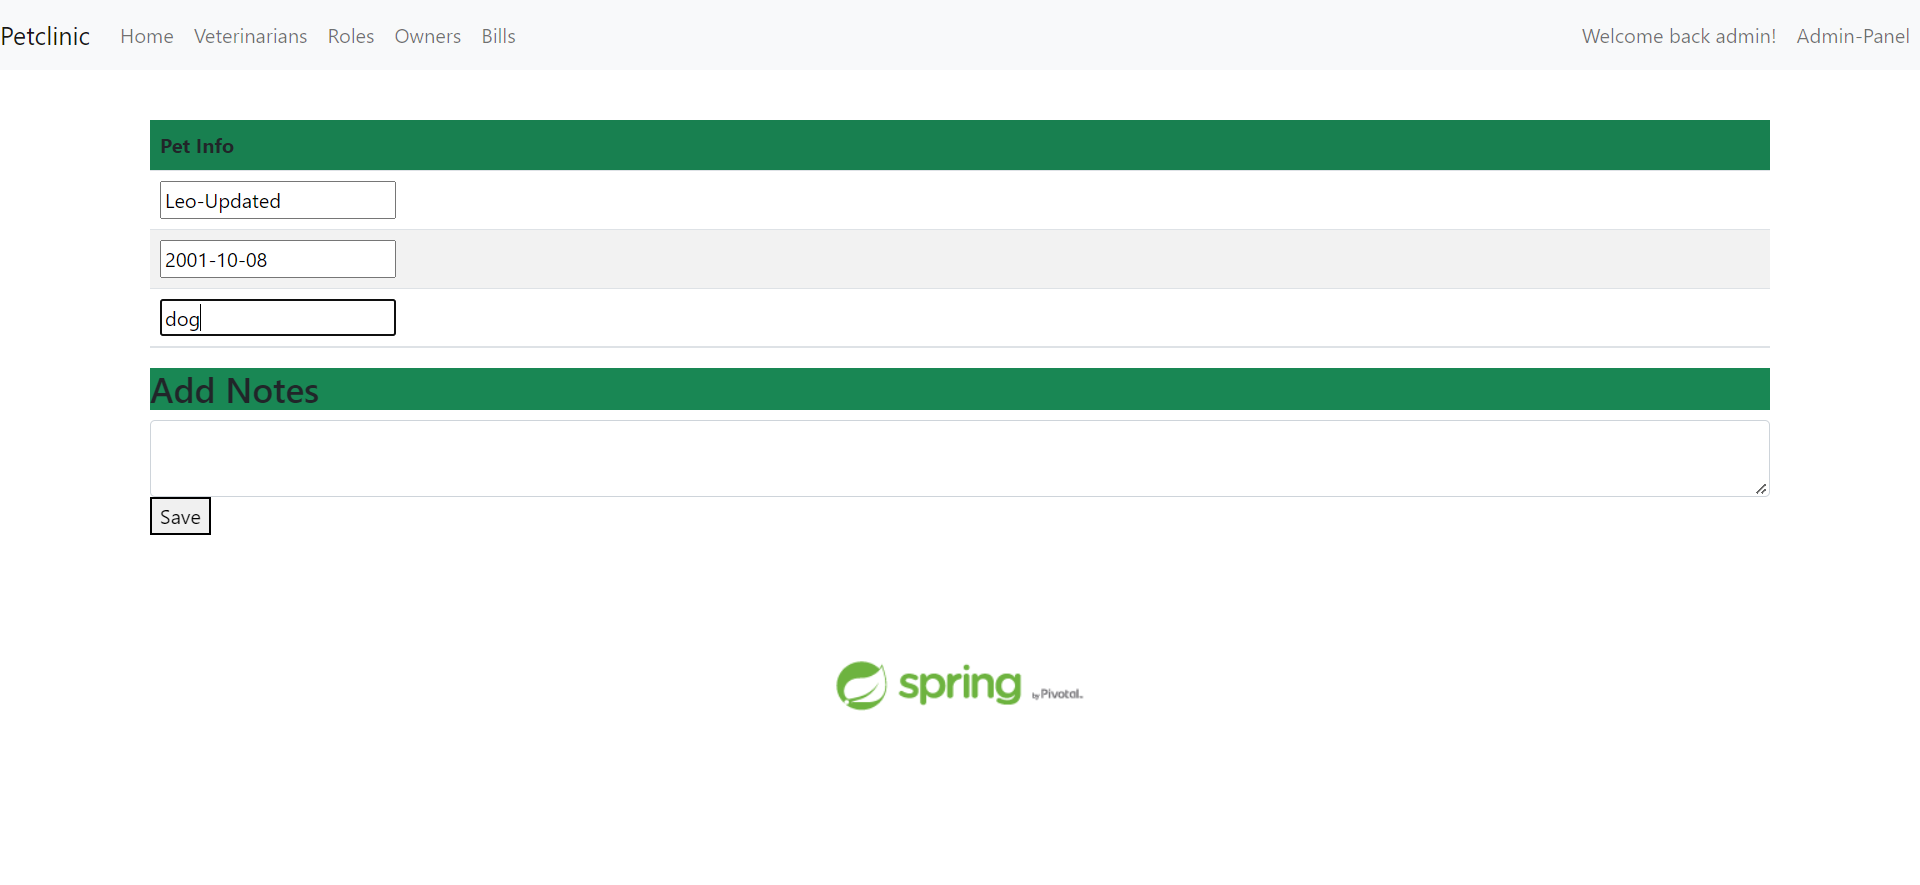 Petclinic Home Veterinarians Roles Owners Bills Welcome back admin! Admin-Panel
Pet Info
Leo-Updated
2001-10-08
dog
Add Notes
Save
spring by Pivotal.